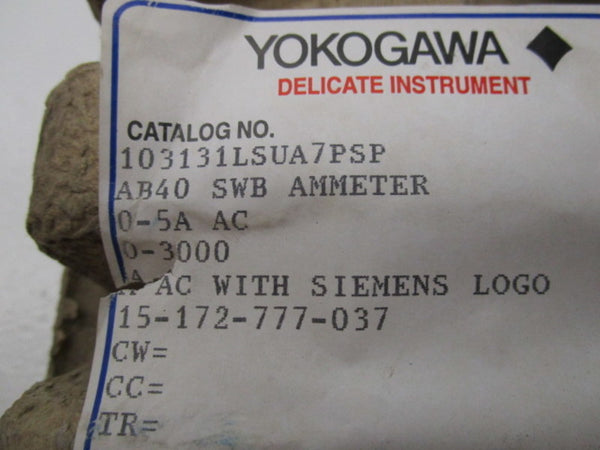 YOKOGAWA
DELICATE INSTRUMENT
CATALOG NO.
103131LSUA7PSP
AB40 SWB AMMETER
0-5A AC
0-3000
AC WITH SIEMENS LOGO
15-172-777-037
CW=
CC=
TR=